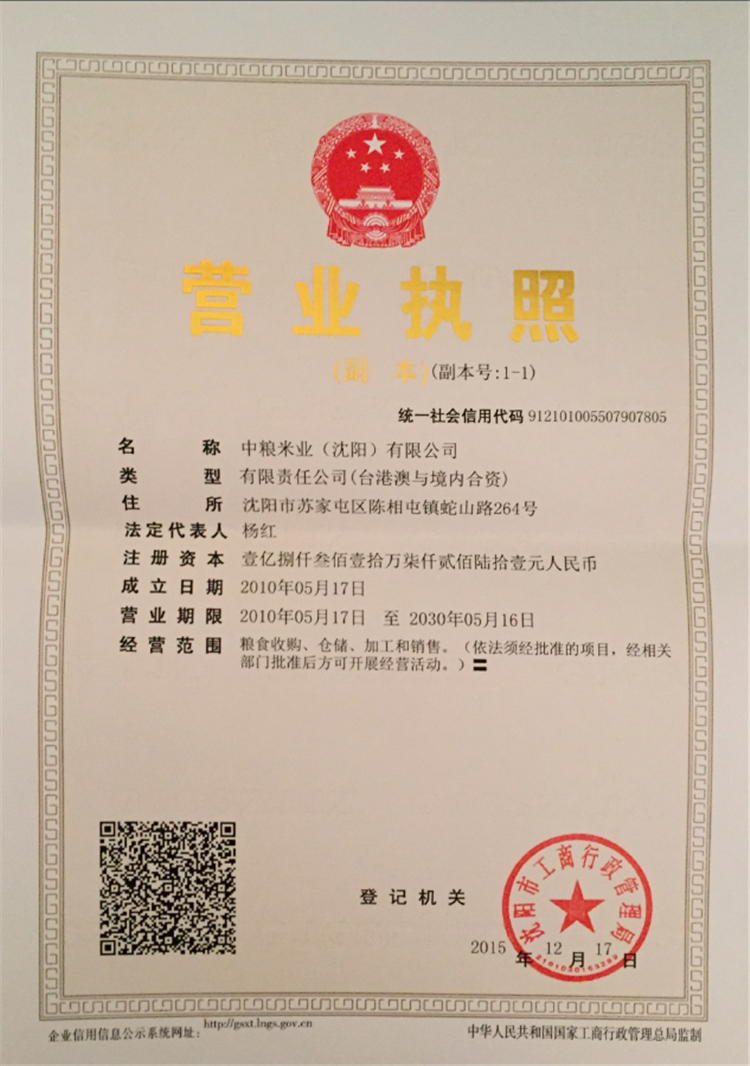 营业执照
(副 本)(副本号:1-1)
统一社会信用代码 912101005507907805
名 称 中粮米业（沈阳）有限公司
类 型 有限责任公司(台港澳与境内合资)
住 所 沈阳市苏家屯区陈相屯镇蛇山路264号
法定代表人 杨红
注册资本 壹亿捌仟叁佰壹拾万柒仟贰佰陆拾壹元人民币
成立日期 2010年05月17日
营业期限 2010年05月17日 至 2030年05月16日
经营范围 粮食收购、仓储、加工和销售。（依法须经批准的项目，经相关
部门批准后方可开展经营活动。）
登记机关
沈阳市工商行政管理局
2015 年 12 月 17 日
企业信用信息公示系统网址： http://gsxt.lngs.gov.cn
中华人民共和国国家工商行政管理总局监制